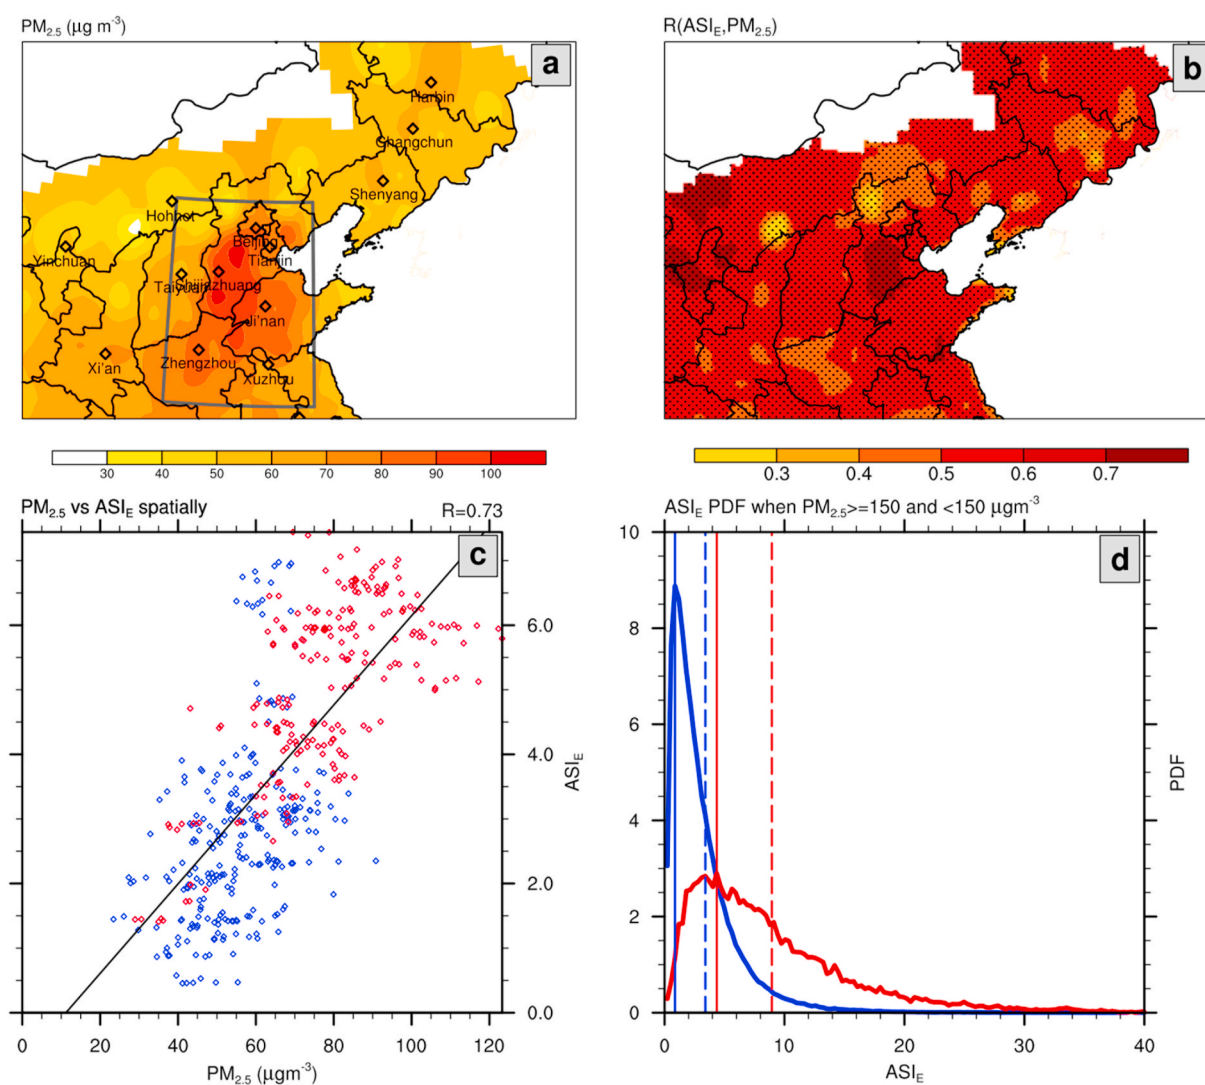 PM2.5 (μg m-3)
a
Harbin
Changchun
Shenyang
Hohhot
Beijing
Yinchuan
Tianjin
Taiyuan
Shijiazhuang
Ji'nan
Xi'an
Zhengzhou
Xuzhou
30 40 50 60 70 80 90 100
R(ASIE,PM2.5)
b
0.3 0.4 0.5 0.6 0.7
PM2.5 vs ASIE spatially R=0.73
c
6.0
4.0
2.0
0.0
ASIE
0 20 40 60 80 100 120
PM2.5 (μgm-3)
ASIE PDF when PM2.5>=150 and <150 μgm-3
d
10
8
6
4
2
0
PDF
0 10 20 30 40
ASIE